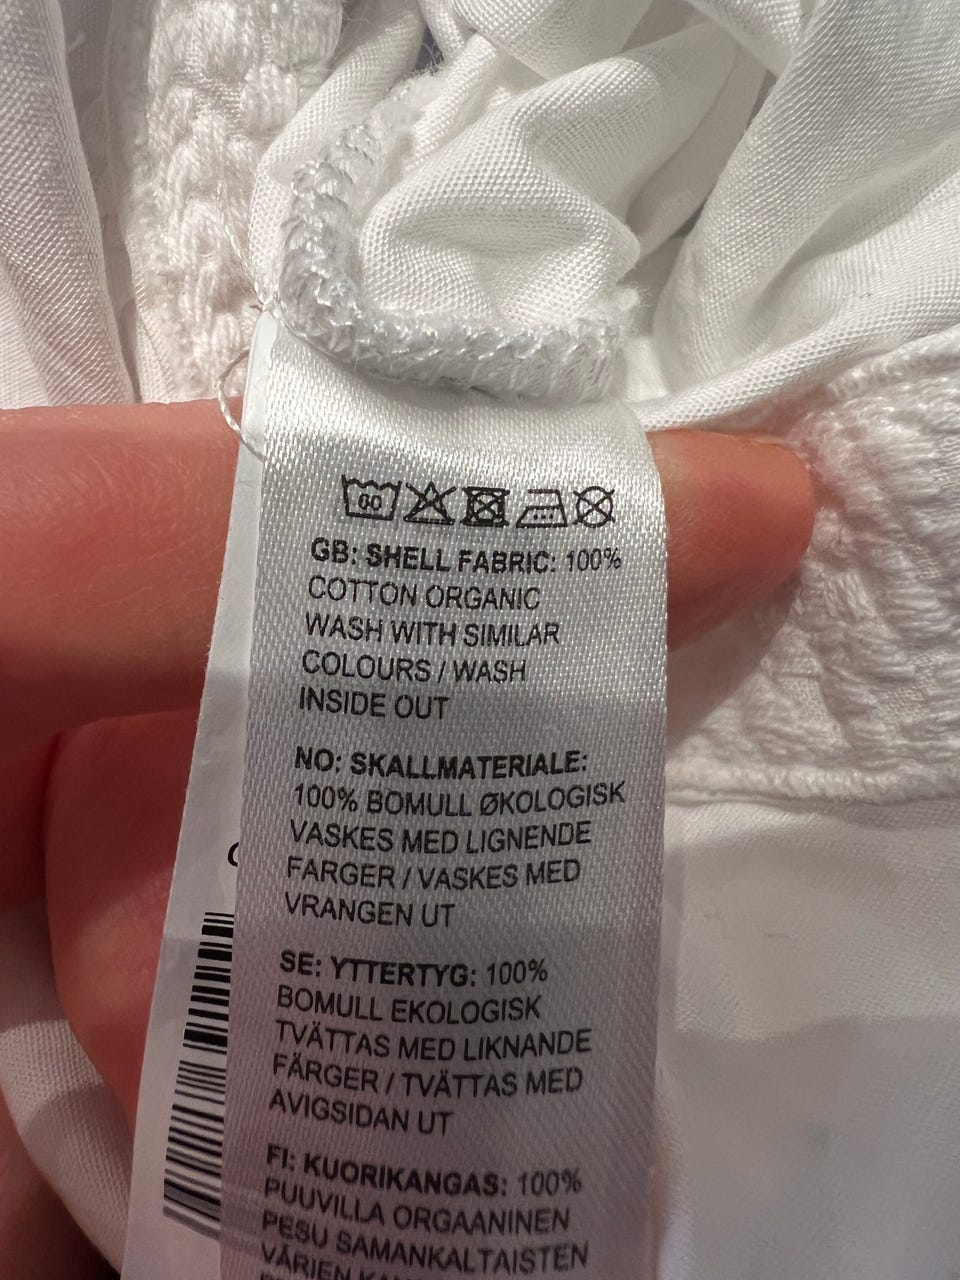 60
GB: SHELL FABRIC: 100%
COTTON ORGANIC
WASH WITH SIMILAR
COLOURS / WASH
INSIDE OUT
NO: SKALLMATERIALE:
100% BOMULL ØKOLOGISK
VASKES MED LIGNENDE
FARGER / VASKES MED
VRANGEN UT
SE: YTTERTYG: 100%
BOMULL EKOLOGISK
TVÄTTAS MED LIKNANDE
FÄRGER / TVÄTTAS MED
AVIGSIDAN UT
FI: KUORIKANGAS: 100%
PUUVILLA ORGAANINEN
PESU SAMANKALTAISTEN
VÄRIEN